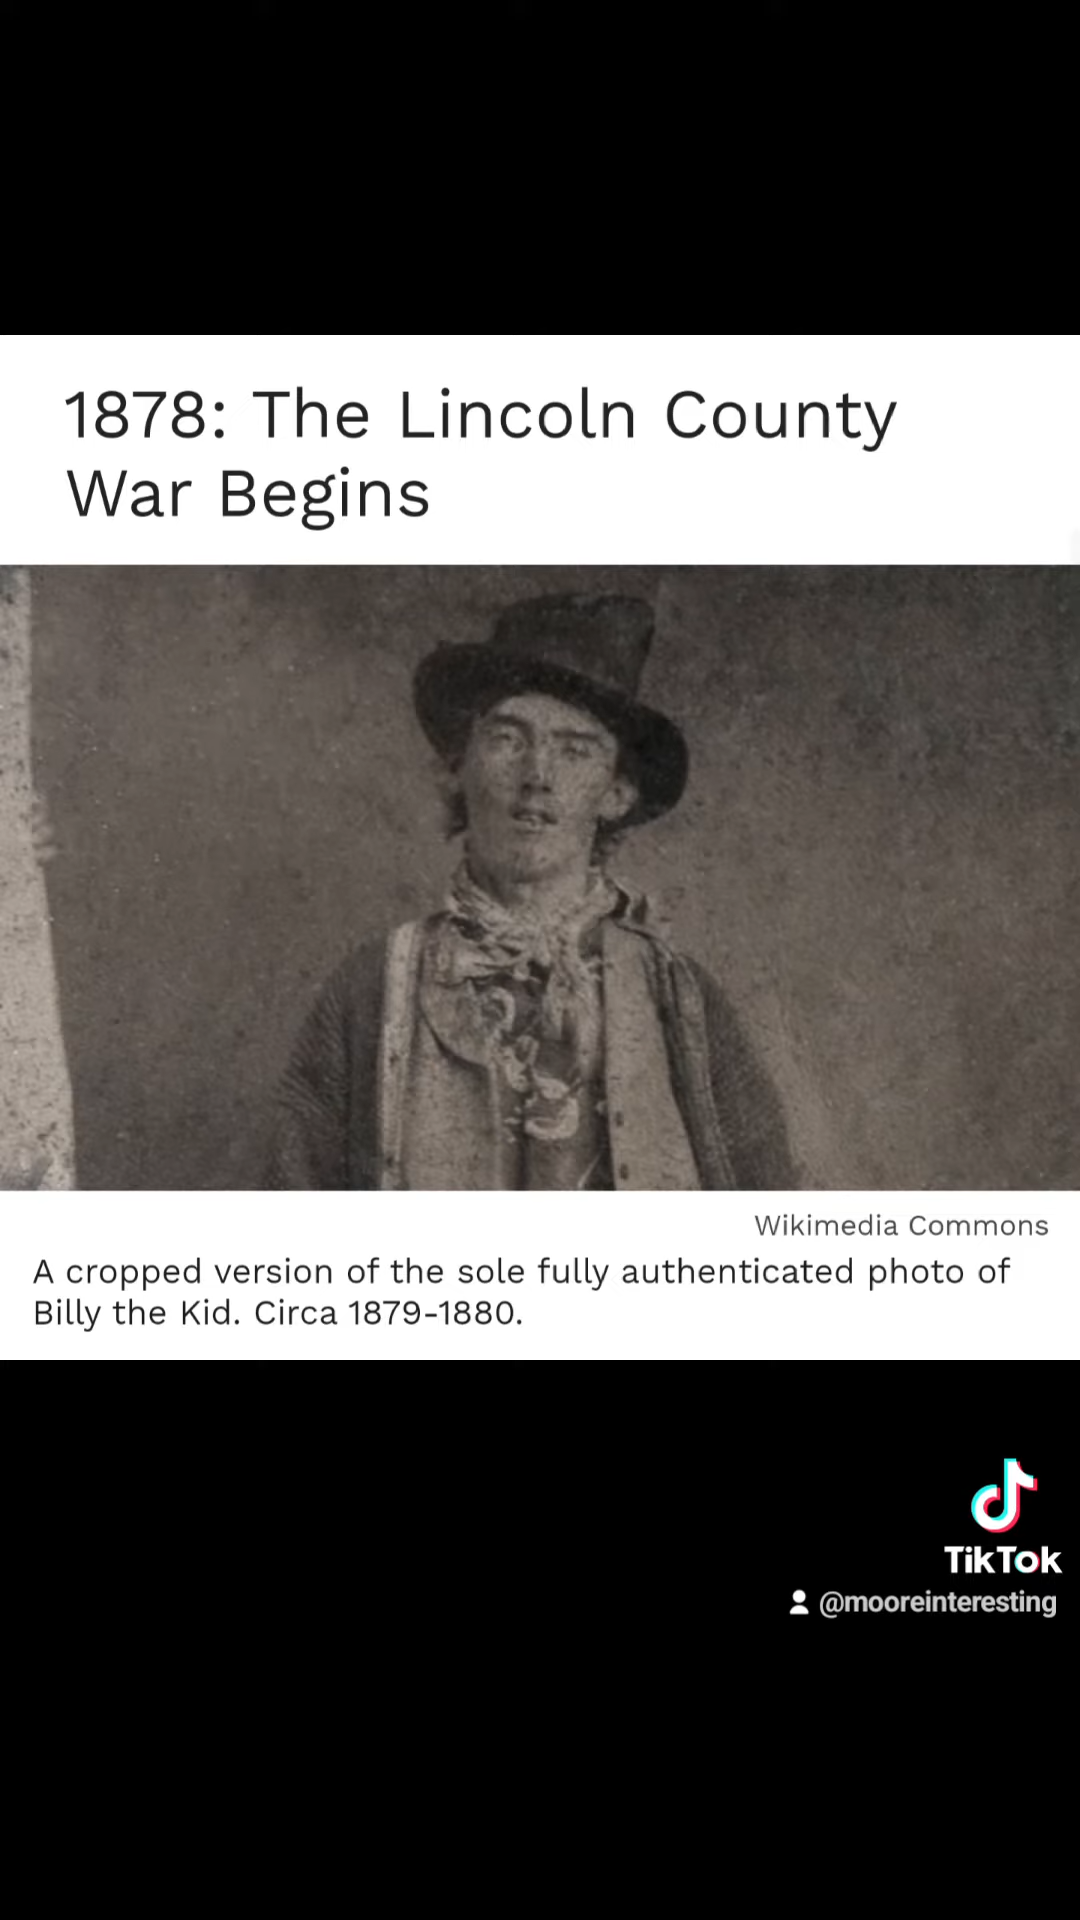 1878: The Lincoln County
War Begins
Wikimedia Commons
A cropped version of the sole fully authenticated photo of
Billy the Kid. Circa 1879-1880.
TikTok
@mooreinteresting